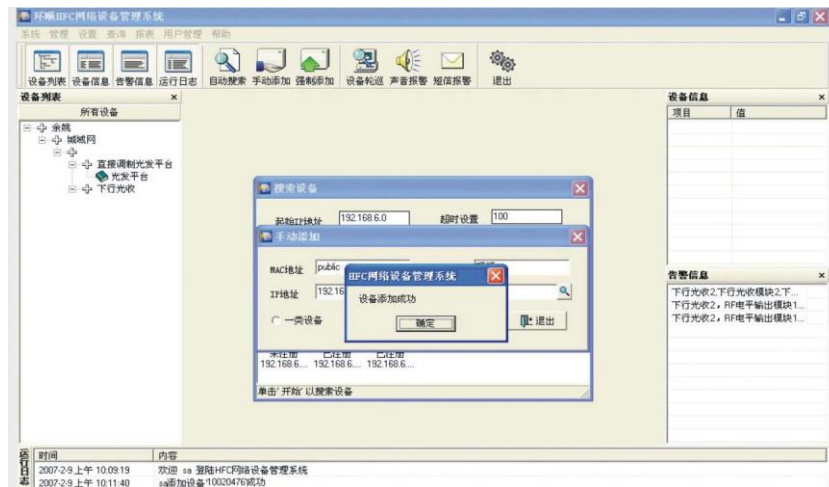 环顺HFC网络设备管理系统
系统 管理 设置 查询 报表 用户管理 帮助
设备列表 设备信息 告警信息 运行日志 自动搜索 手动添加 强制添加 设备轮巡 声音报警 短信报警 退出
设备列表 ×
所有设备
余姚
城域网
直接调制光发平台
光发平台
下行光收
设备信息 ×
项目 值
搜索设备
起始IP地址 192.168.6.0 超时设置 100
手动添加
MAC地址 public
IP地址 192.16
一类设备 退出
HFC网络设备管理系统
设备添加成功
确定
未注册 已注册 已注册
192.168.6.... 192.168.6.... 192.168.6....
单击'开始'以搜索设备
告警信息 ×
下行光收2,下行光收模块2,下...
下行光收2，RF电平输出模块1...
下行光收2，RF电平输出模块1...
运行日志
时间 内容
2007-2-9 上午 10:09:19 欢迎 sa 登陆HFC网络设备管理系统
2007-2-9 上午 10:11:40 sa添加设备'10020476'成功